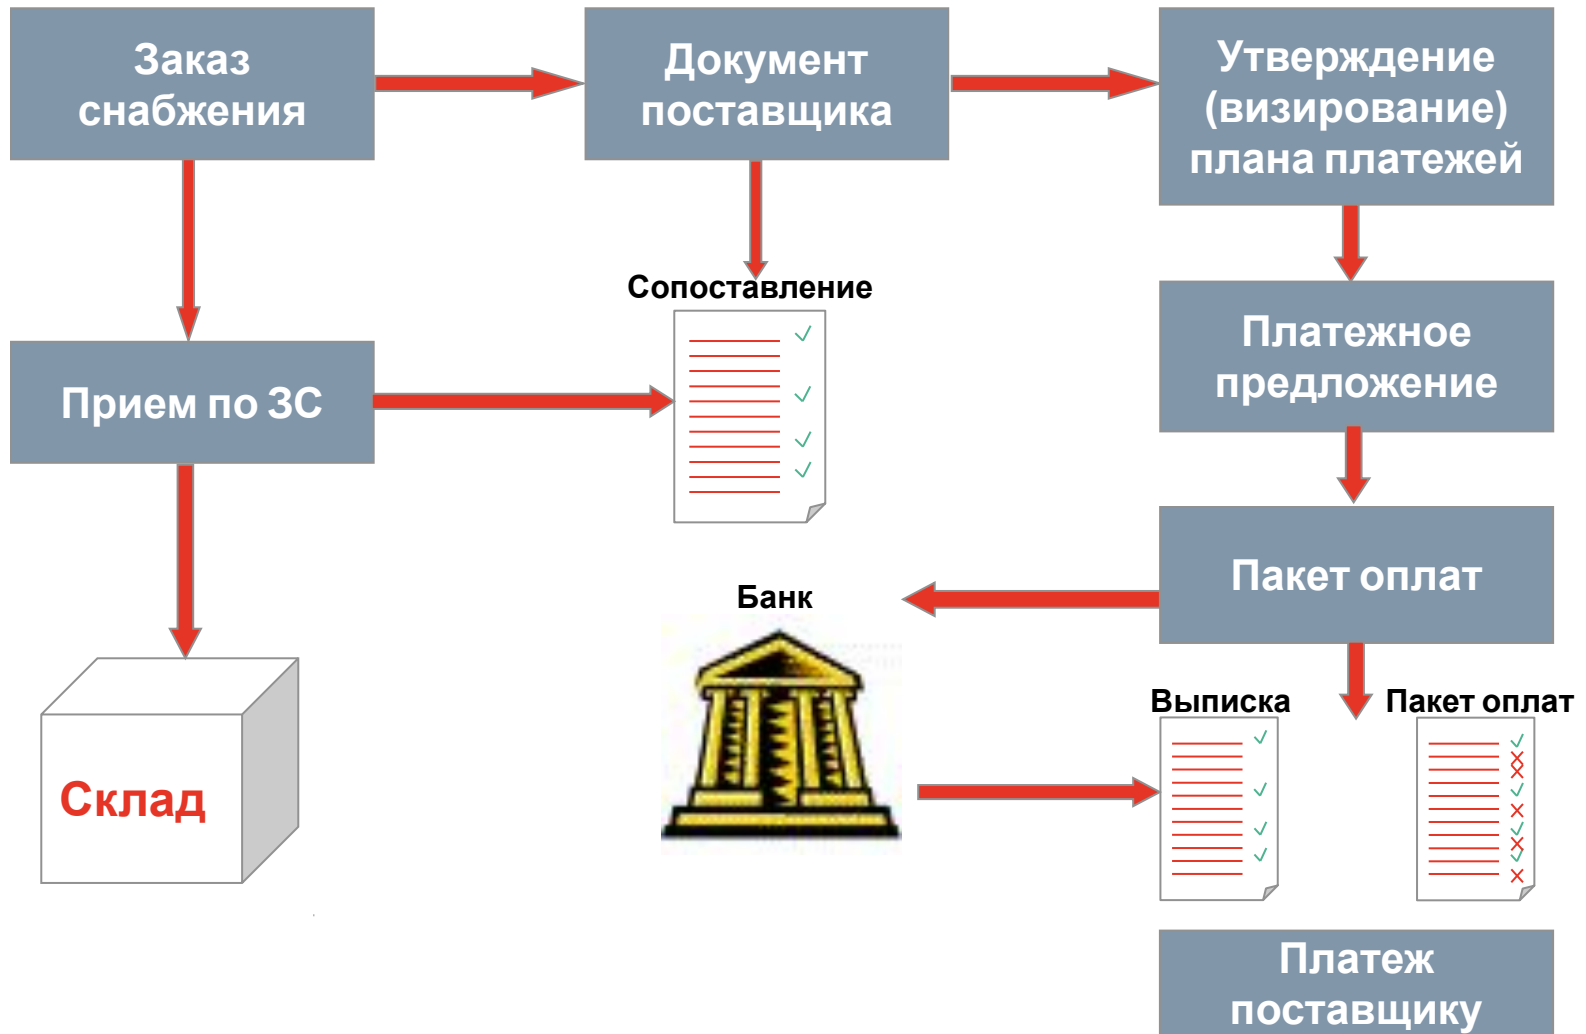 Заказ
снабжения
Документ
поставщика
Утверждение
(визирование)
плана платежей
Сопоставление
Прием по ЗС
Платежное
предложение
Пакет оплат
Банк
Выписка
Пакет оплат
Склад
Платеж
поставщику